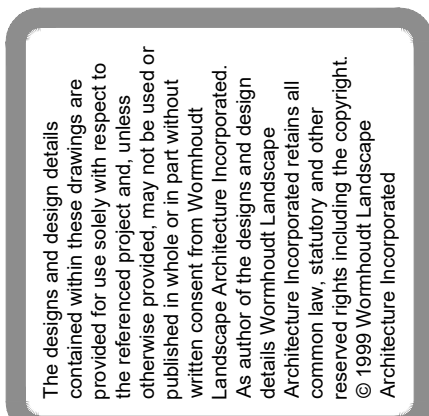 The designs and design details
contained within these drawings are
provided for use solely with respect to
the referenced project and, unless
otherwise provided, may not be used or
published in whole or in part without
written consent from Wormhoudt
Landscape Architecture Incorporated.
As author of the designs and design
details Wormhoudt Landscape
Architecture Incorporated retains all
common law, statutory and other
reserved rights including the copyright.
© 1999 Wormhoudt Landscape
Architecture Incorporated